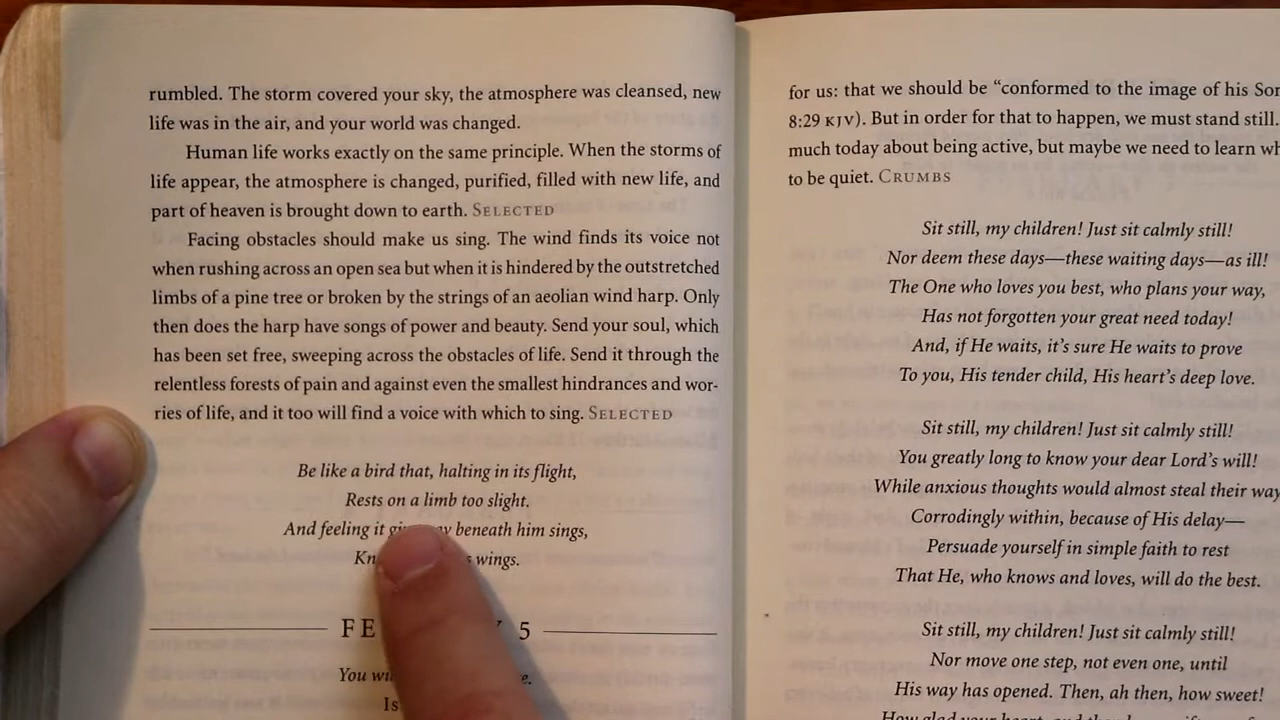 rumbled. The storm covered your sky, the atmosphere was cleansed, new
life was in the air, and your world was changed.
Human life works exactly on the same principle. When the storms of
life appear, the atmosphere is changed, purified, filled with new life, and
part of heaven is brought down to earth. SELECTED
Facing obstacles should make us sing. The wind finds its voice not
when rushing across an open sea but when it is hindered by the outstretched
limbs of a pine tree or broken by the strings of an aeolian wind harp. Only
then does the harp have songs of power and beauty. Send your soul, which
has been set free, sweeping across the obstacles of life. Send it through the
relentless forests of pain and against even the smallest hindrances and wor-
ries of life, and it too will find a voice with which to sing. SELECTED
Be like a bird that, halting in its flight,
Rests on a limb too slight.
And feeling it beneath him sings,
wings.
5
You
Is
for us: that we should be “conformed to the image of his
8:29 KJV). But in order for that to happen, we must stand still.
much today about being active, but maybe we need to learn
to be quiet. CRUMBS
Sit still, my children! Just sit calmly still!
Nor deem these days—these waiting days—as ill!
The One who loves you best, who plans your way,
Has not forgotten your great need today!
And, if He waits, it’s sure He waits to prove
To you, His tender child, His heart’s deep love.
Sit still, my children! Just sit calmly still!
You greatly long to know your dear Lord’s will!
While anxious thoughts would almost steal their way
Corrodingly within, because of His delay—
Persuade yourself in simple faith to rest
That He, who knows and loves, will do the best.
Sit still, my children! Just sit calmly still!
Nor move one step, not even one, until
His way has opened. Then, ah then, how sweet!
How glad your heart, and